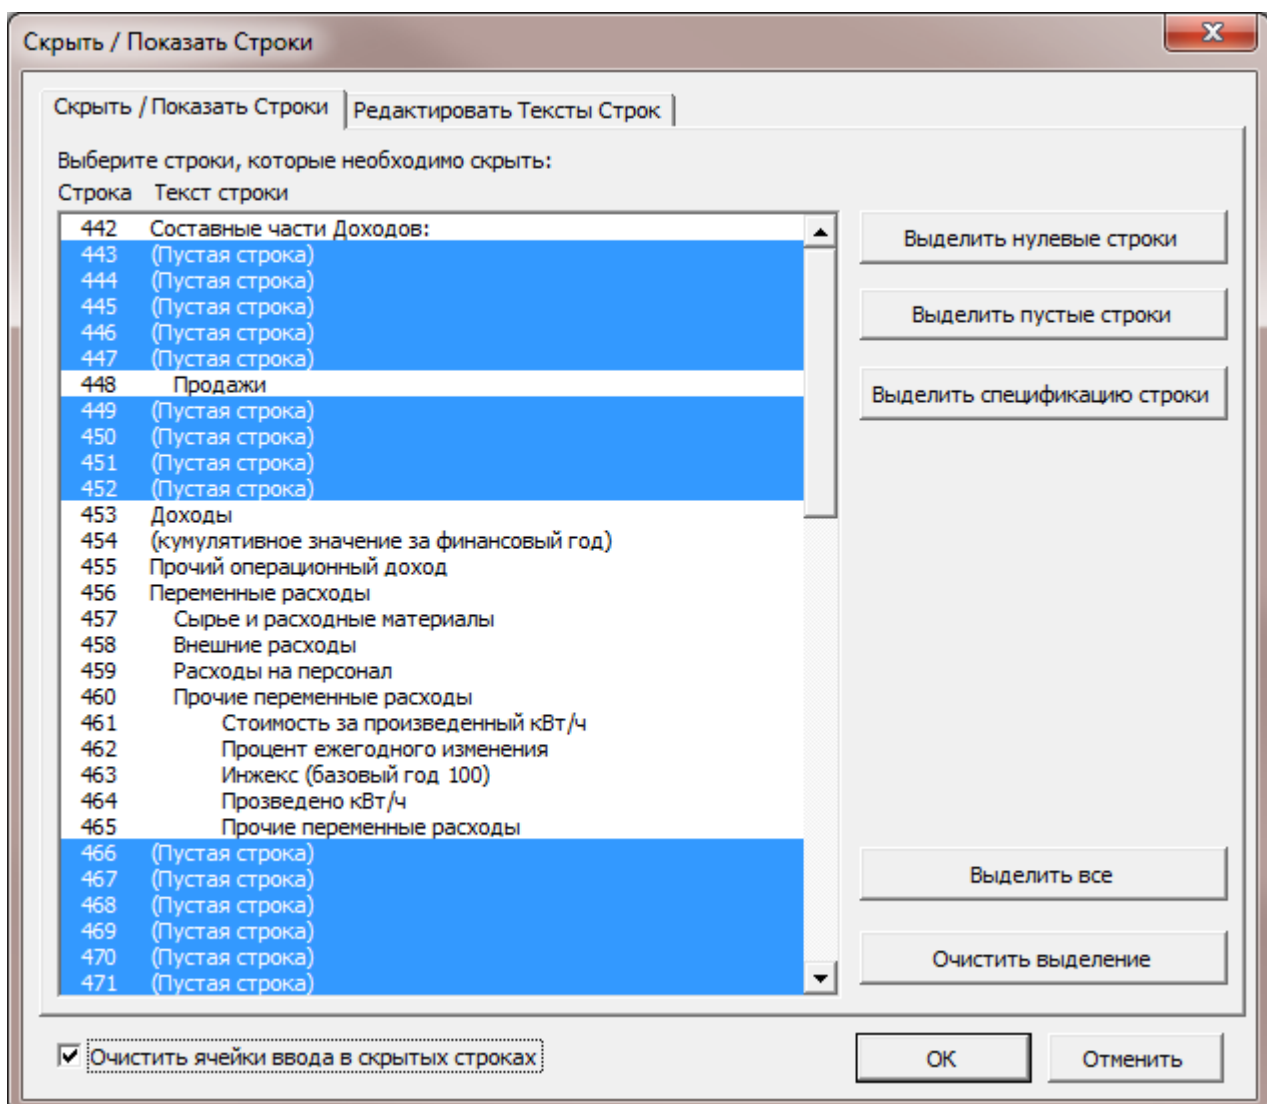 Скрыть / Показать Строки
Скрыть / Показать Строки Редактировать Тексты Строк
Выберите строки, которые необходимо скрыть:
Строка Текст строки
442 Составные части Доходов:
443 (Пустая строка)
444 (Пустая строка)
445 (Пустая строка)
446 (Пустая строка)
447 (Пустая строка)
448 Продажи
449 (Пустая строка)
450 (Пустая строка)
451 (Пустая строка)
452 (Пустая строка)
453 Доходы
454 (кумулятивное значение за финансовый год)
455 Прочий операционный доход
456 Переменные расходы
457 Сырье и расходные материалы
458 Внешние расходы
459 Расходы на персонал
460 Прочие переменные расходы
461 Стоимость за произведенный кВт/ч
462 Процент ежегодного изменения
463 Инжекс (базовый год 100)
464 Прозведено кВт/ч
465 Прочие переменные расходы
466 (Пустая строка)
467 (Пустая строка)
468 (Пустая строка)
469 (Пустая строка)
470 (Пустая строка)
471 (Пустая строка)
Выделить нулевые строки
Выделить пустые строки
Выделить спецификацию строки
Выделить все
Очистить выделение
Очистить ячейки ввода в скрытых строках
ОК
Отменить